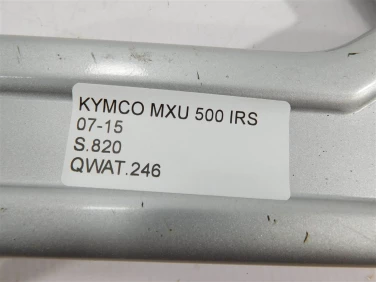 KYMCO MXU 500 IRS
07-15
S.820
QWAT.246